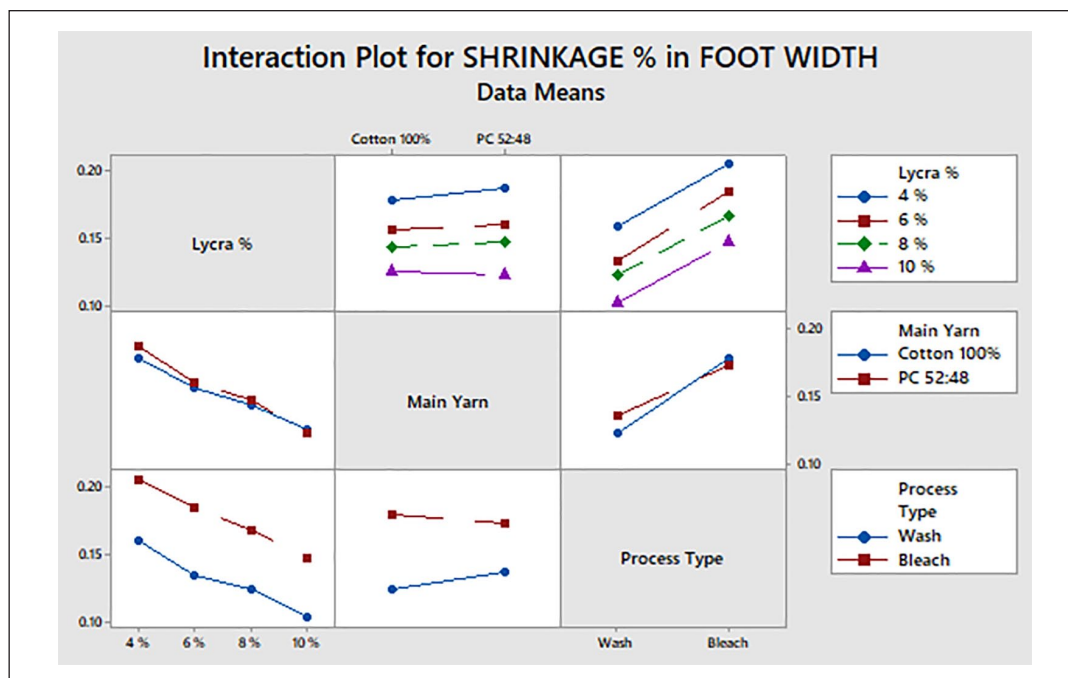 Interaction Plot for SHRINKAGE % in FOOT WIDTH
Data Means
Cotton 100% PC 52:48
0.20
0.15
0.10
Lycra %
Lycra %
4 %
6 %
8 %
10 %
Main Yarn
0.20
0.15
0.10
Main Yarn
Cotton 100%
PC 52:48
0.20
0.15
0.10
Process Type
Process
Type
Wash
Bleach
4 % 6 % 8 % 10 %
Wash Bleach